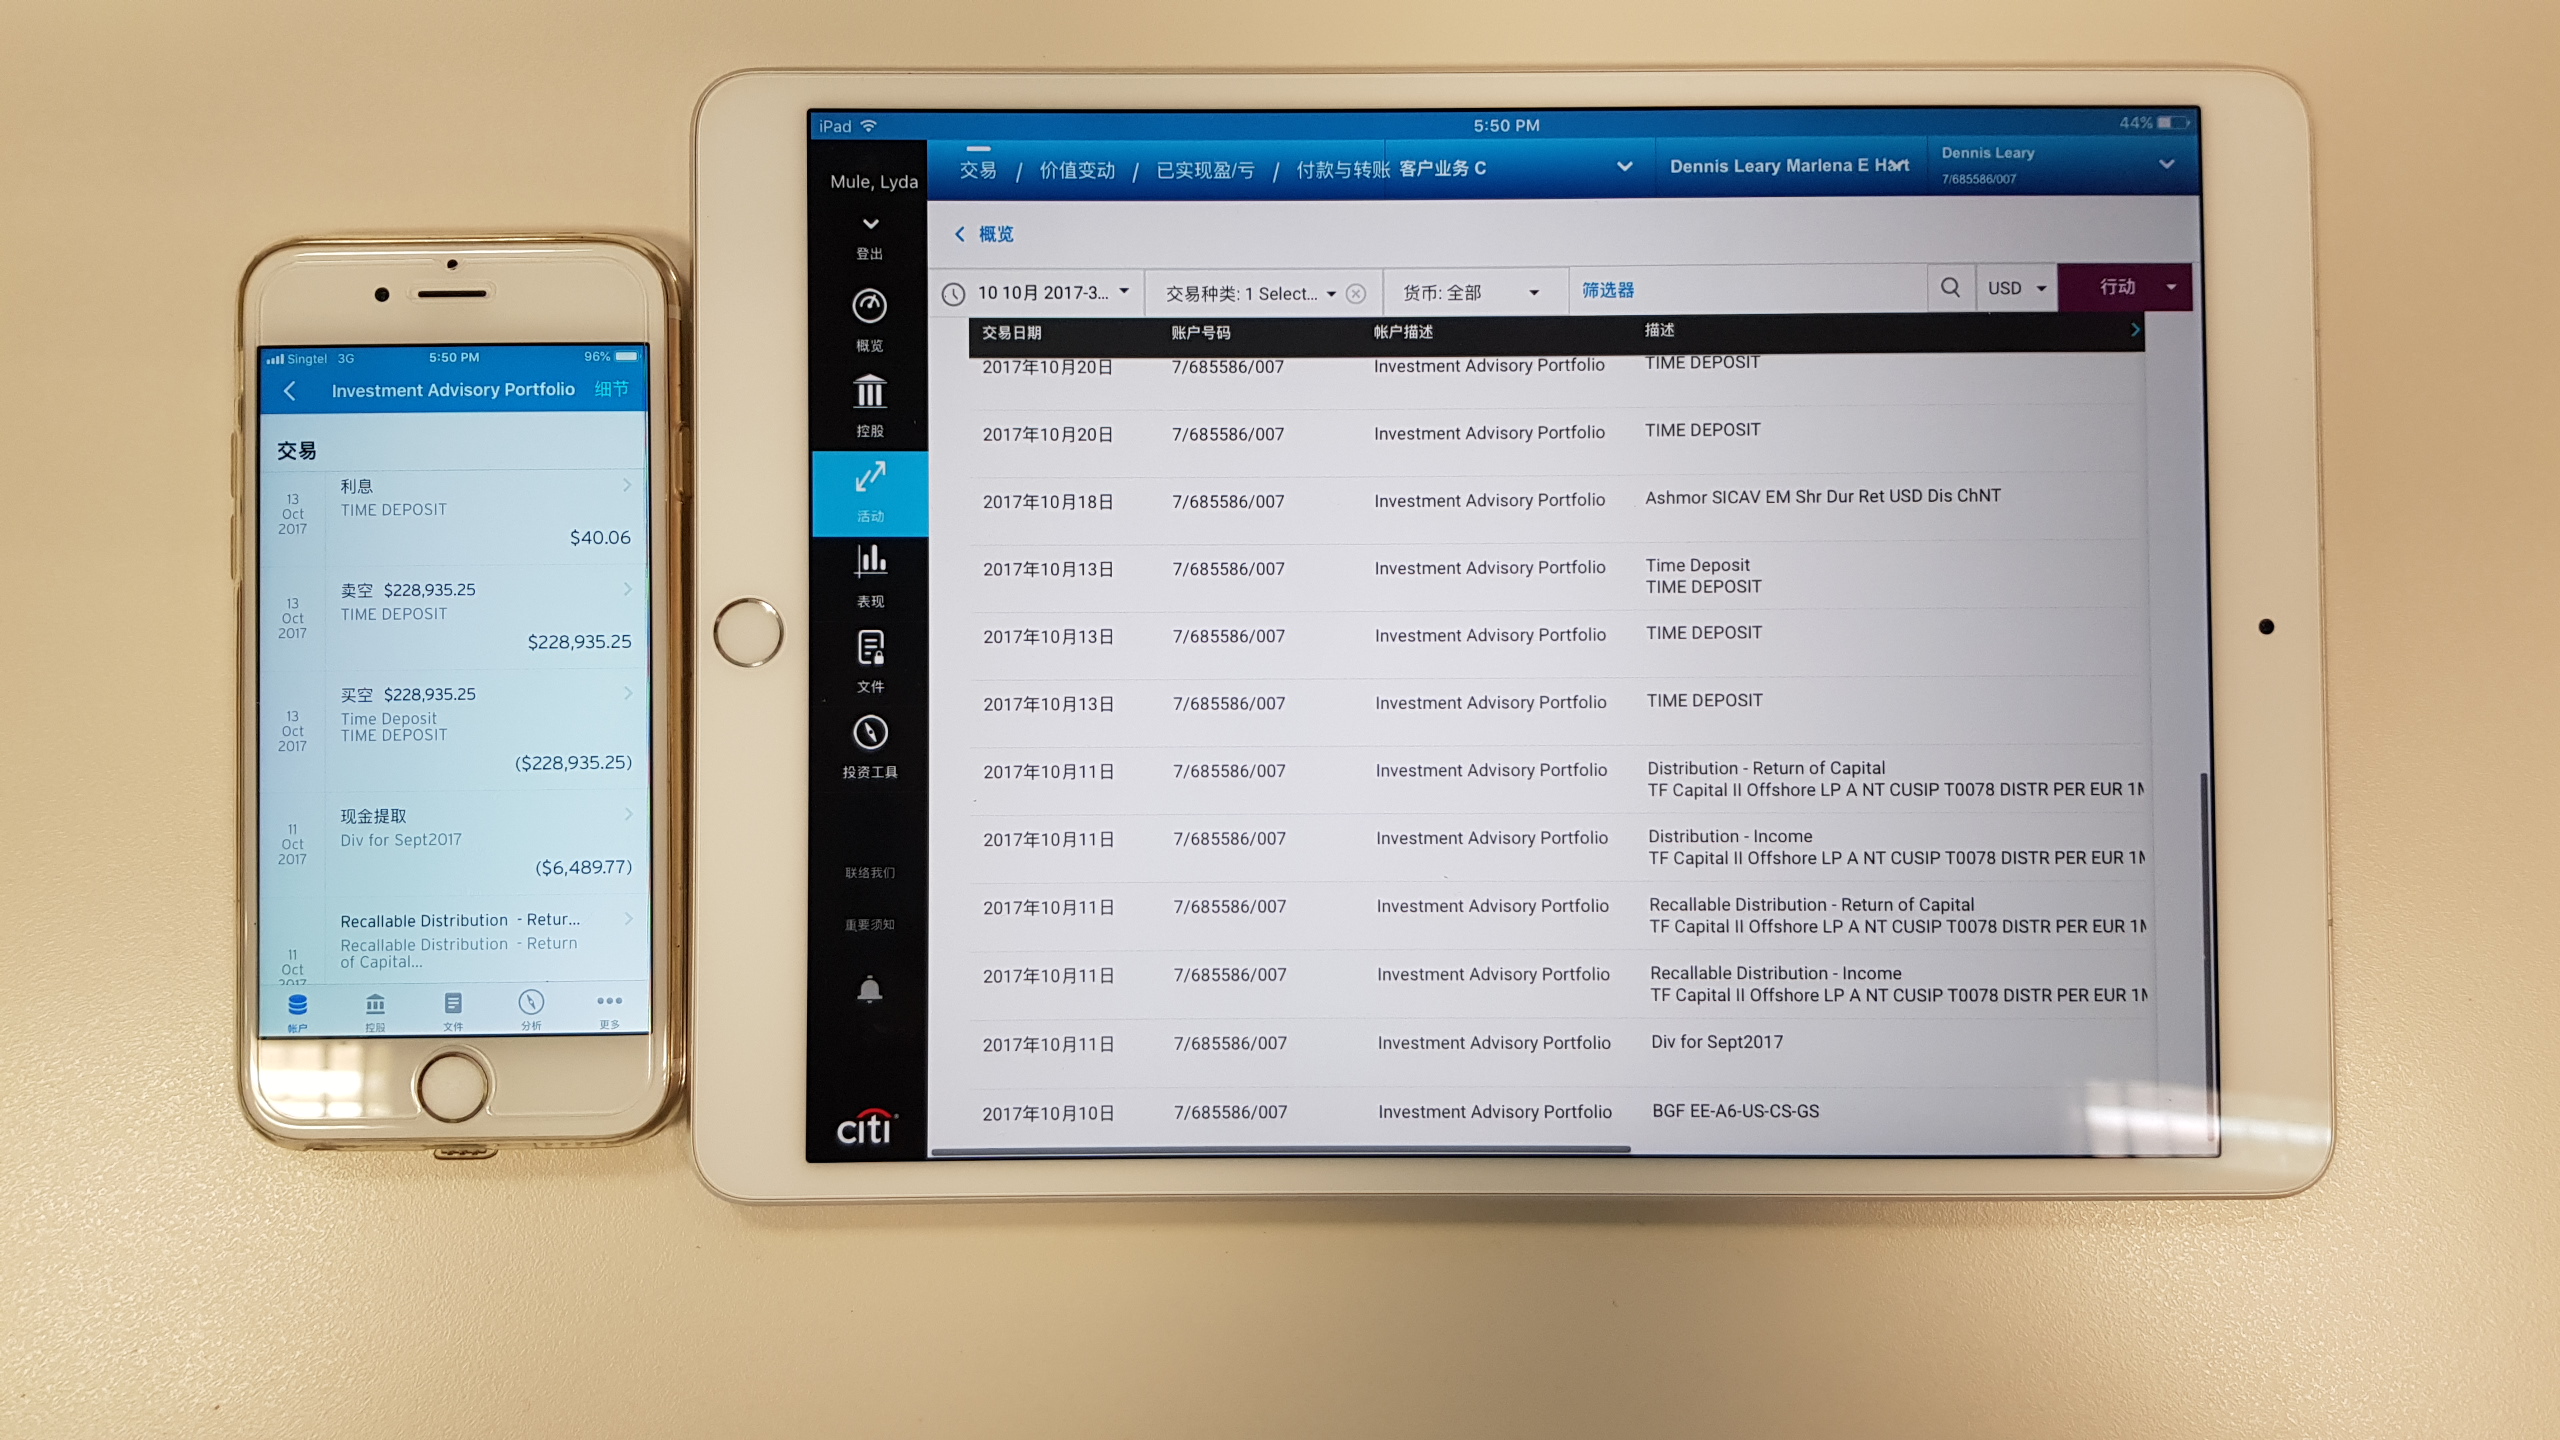 iPad
5:50 PM
44%
Mule, Lyda
登出
概览
控股
活动
表现
文件
投资工具
联络我们
重要须知
citi
交易 / 价值变动 / 已实现盈/亏 / 付款与转账
客户业务 C
Dennis Leary Marlena E Hart
Dennis Leary
7/685586/007
概览
10 10月 2017-3...
交易种类: 1 Select...
货币: 全部
筛选器
USD
行动
交易日期 账户号码 帐户描述 描述
2017年10月20日 7/685586/007 Investment Advisory Portfolio TIME DEPOSIT
2017年10月20日 7/685586/007 Investment Advisory Portfolio TIME DEPOSIT
2017年10月18日 7/685586/007 Investment Advisory Portfolio Ashmor SICAV EM Shr Dur Ret USD Dis ChNT
2017年10月13日 7/685586/007 Investment Advisory Portfolio Time Deposit
TIME DEPOSIT
2017年10月13日 7/685586/007 Investment Advisory Portfolio TIME DEPOSIT
2017年10月13日 7/685586/007 Investment Advisory Portfolio TIME DEPOSIT
2017年10月11日 7/685586/007 Investment Advisory Portfolio Distribution - Return of Capital
TF Capital II Offshore LP A NT CUSIP T0078 DISTR PER EUR 1M
2017年10月11日 7/685586/007 Investment Advisory Portfolio Distribution - Income
TF Capital II Offshore LP A NT CUSIP T0078 DISTR PER EUR 1M
2017年10月11日 7/685586/007 Investment Advisory Portfolio Recallable Distribution - Return of Capital
TF Capital II Offshore LP A NT CUSIP T0078 DISTR PER EUR 1M
2017年10月11日 7/685586/007 Investment Advisory Portfolio Recallable Distribution - Income
TF Capital II Offshore LP A NT CUSIP T0078 DISTR PER EUR 1M
2017年10月11日 7/685586/007 Investment Advisory Portfolio Div for Sept2017
2017年10月10日 7/685586/007 Investment Advisory Portfolio BGF EE-A6-US-CS-GS
Singtel 3G
5:50 PM
96%
Investment Advisory Portfolio
细节
交易
13
Oct
2017
利息
TIME DEPOSIT
$40.06
13
Oct
2017
卖空 $228,935.25
TIME DEPOSIT
$228,935.25
13
Oct
2017
买空 $228,935.25
Time Deposit
TIME DEPOSIT
($228,935.25)
11
Oct
2017
现金提取
Div for Sept2017
($6,489.77)
11
Oct
2017
Recallable Distribution - Retur...
Recallable Distribution - Return
of Capital...
帐户
控股
文件
分析
更多